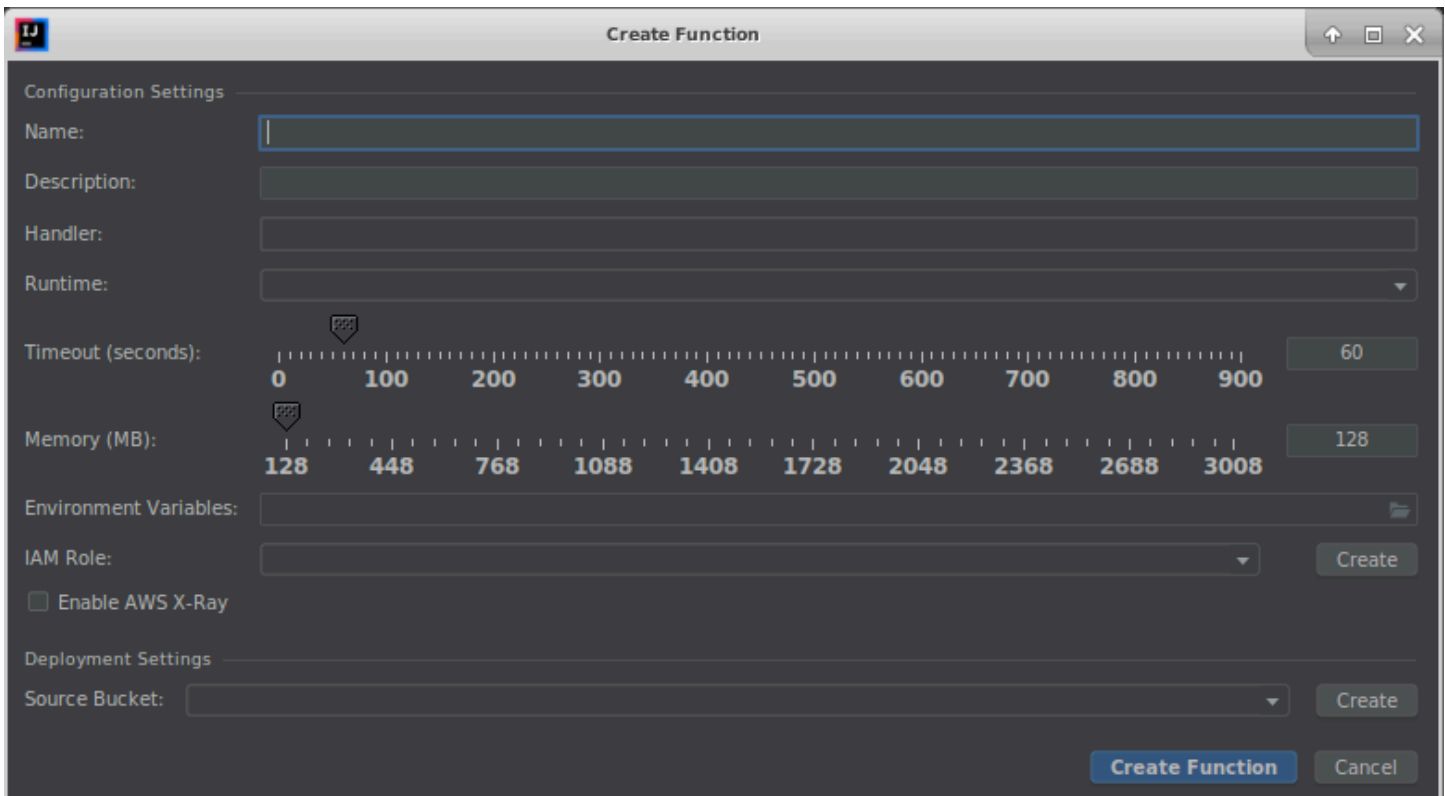 IJ
Create Function
Configuration Settings
Name:
Description:
Handler:
Runtime:
Timeout (seconds): 60
0 100 200 300 400 500 600 700 800 900
Memory (MB): 128
128 448 768 1088 1408 1728 2048 2368 2688 3008
Environment Variables:
IAM Role: Create
Enable AWS X-Ray
Deployment Settings
Source Bucket: Create
Create Function Cancel